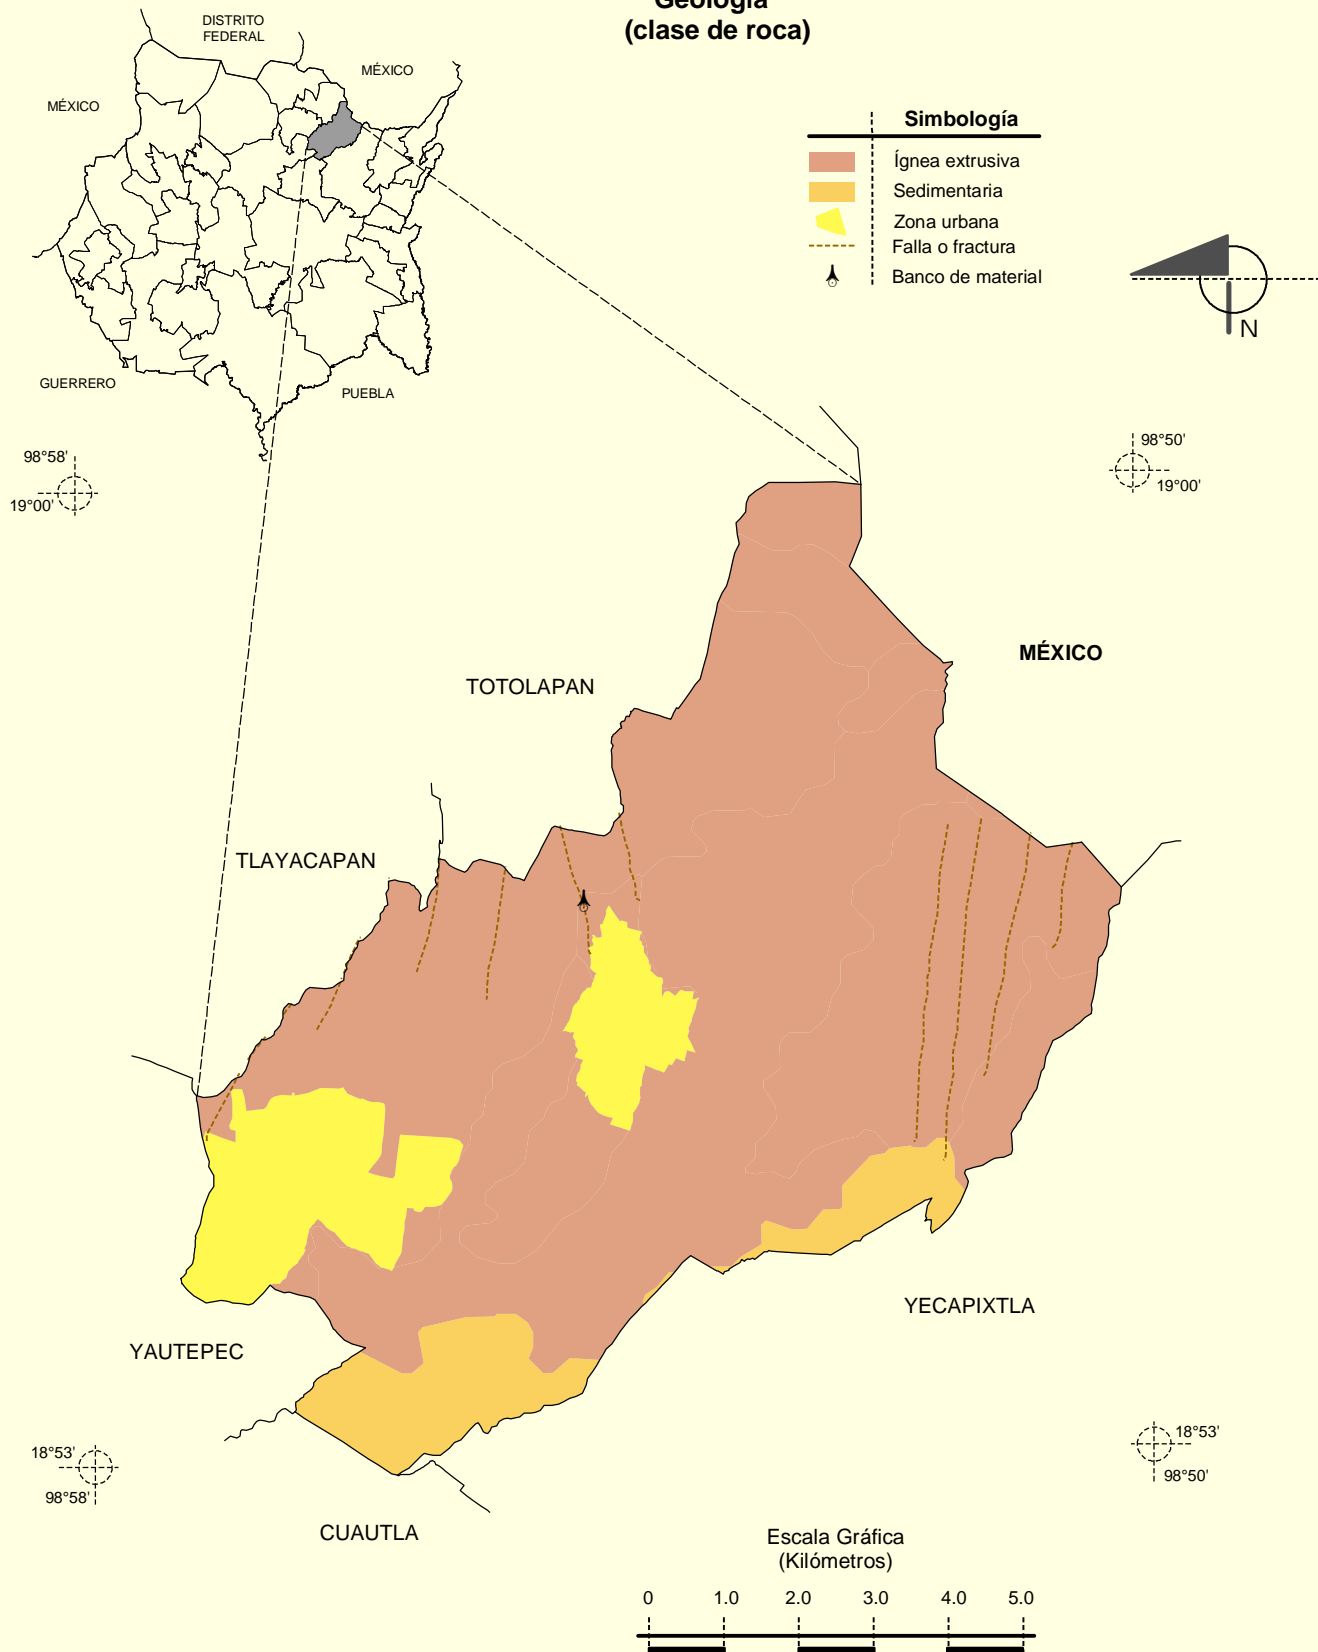 Geología
(clase de roca)
DISTRITO
FEDERAL
MÉXICO
MÉXICO
GUERRERO
PUEBLA
Simbología
Ígnea extrusiva
Sedimentaria
Zona urbana
Falla o fractura
Banco de material
N
98°58'
19°00'
98°50'
19°00'
MÉXICO
TOTOLAPAN
TLAYACAPAN
YECAPIXTLA
YAUTEPEC
18°53'
98°58'
18°53'
98°50'
CUAUTLA
Escala Gráfica
(Kilómetros)
0 1.0 2.0 3.0 4.0 5.0